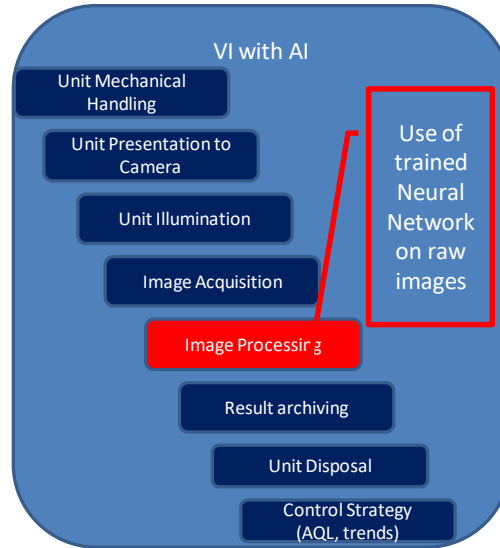 VI with AI
Unit Mechanical
Handling
Unit Presentation to
Camera
Unit Illumination
Image Acquisition
Image Processing
Result archiving
Unit Disposal
Control Strategy
(AQL, trends)
Use of
trained
Neural
Network
on raw
images